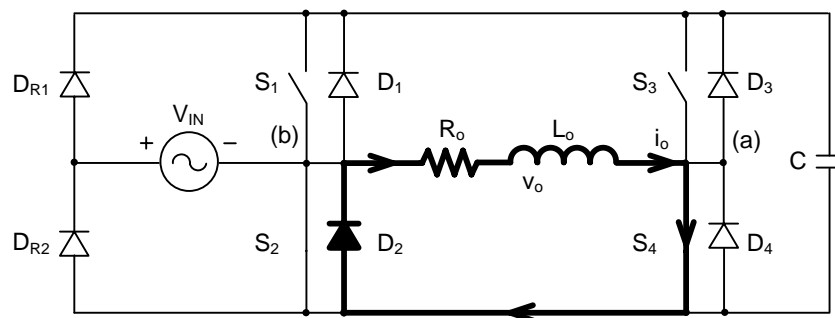 D_R1 S_1 D_1 S_3 D_3
V_IN
+ − (b) R_o L_o i_o (a)
v_o C
D_R2 S_2 D_2 S_4 D_4